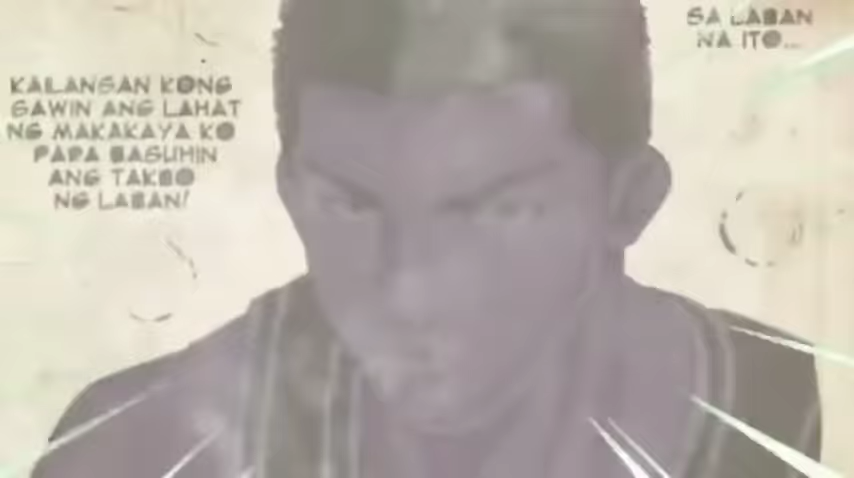 KAILANGAN KONG
GAWIN ANG LAHAT
NG MAKAKAYA KO
PARA BAGUHIN
ANG TAKBO
NG LABAN!
SA LABAN
NA ITO...